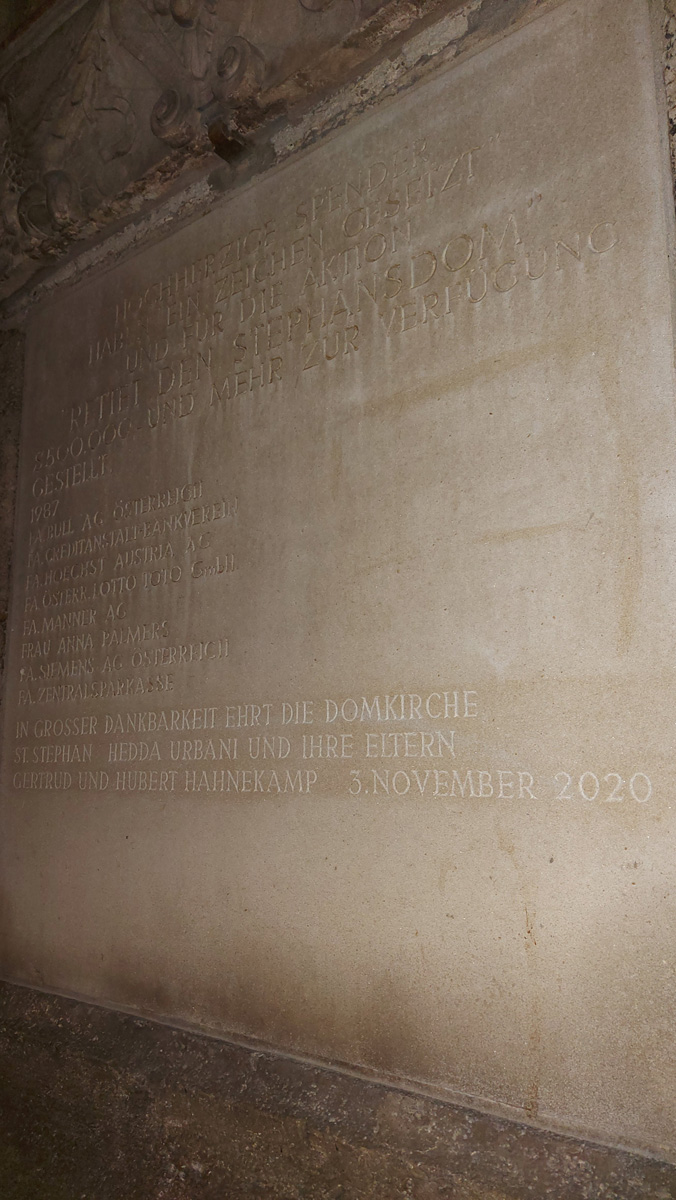 HOCHHERZIGE SPENDER
HABEN "EIN ZEICHEN GESETZT"
UND FÜR DIE AKTION
"RETTET DEN STEPHANSDOM"
S 500.000.- UND MEHR ZUR VERFÜGUNG
GESTELLT.
1987
FA. BULL AG ÖSTERREICH
FA. CREDITANSTALT-BANKVEREIN
FA. HOECHST AUSTRIA AG
FA. ÖSTERR. LOTTO TOTO G.m.b.H.
FA. MANNER AG
FRAU ANNA PALMERS
FA. SIEMENS AG ÖSTERREICH
FA. ZENTRALSPARKASSE
IN GROSSER DANKBARKEIT EHRT DIE DOMKIRCHE
ST. STEPHAN HEDDA URBANI UND IHRE ELTERN
GERTRUD UND HUBERT HAHNEKAMP 3. NOVEMBER 2020